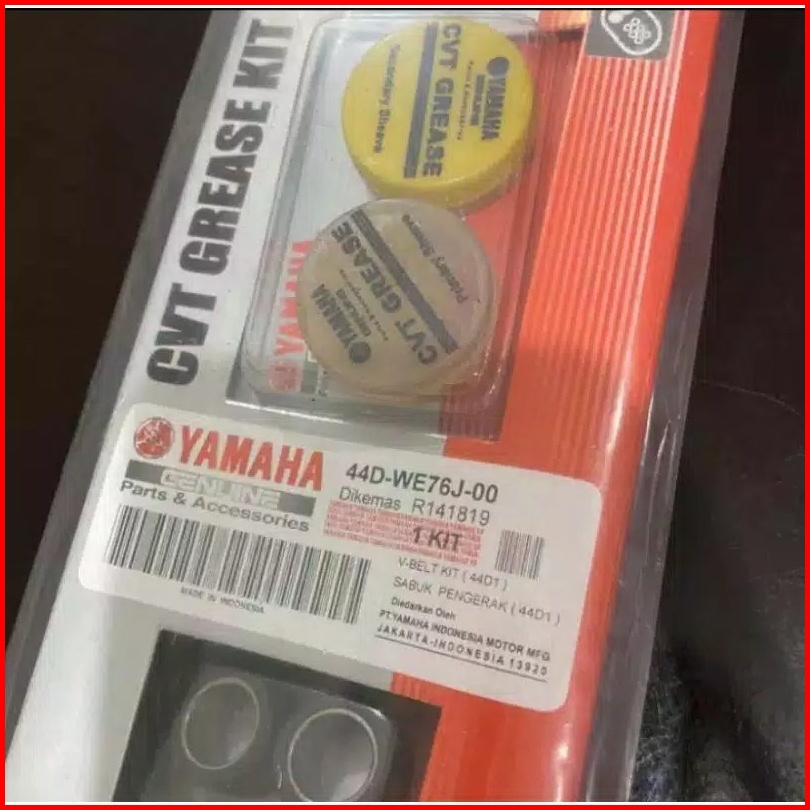 CVT GREASE KIT
YAMAHA
CVT GREASE
Secondary Sleeve
YAMAHA
CVT GREASE
Primary Sleeve
YAMAHA
YAMAHA
GENUINE
Parts & Accessories
44D-WE76J-00
Dikemas R141819
1 KIT
V-BELT KIT ( 44D1 )
SABUK PENGERAK ( 44D1 )
MADE IN INDONESIA
Diedarkan Oleh
PT.YAMAHA INDONESIA MOTOR MFG
JAKARTA-INDONESIA 13920